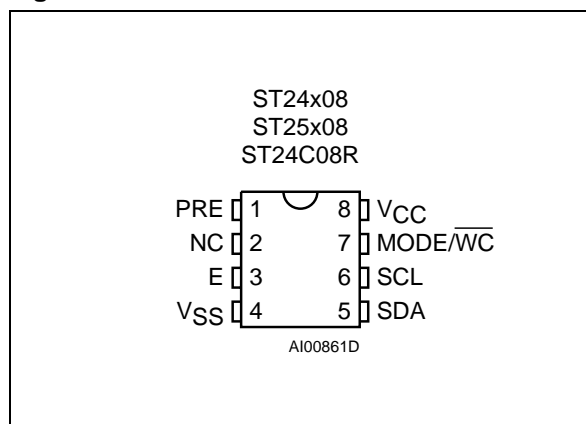 ST24x08
ST25x08
ST24C08R
PRE 1 8 VCC
NC 2 7 MODE/WC
E 3 6 SCL
VSS 4 5 SDA
AI00861D